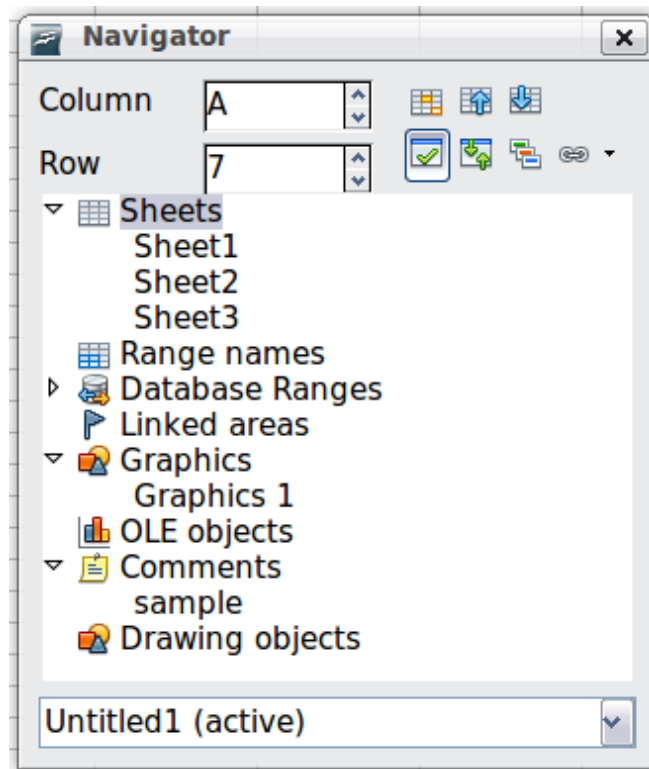 Navigator
Column A
Row 7
Sheets
Sheet1
Sheet2
Sheet3
Range names
Database Ranges
Linked areas
Graphics
Graphics 1
OLE objects
Comments
sample
Drawing objects
Untitled1 (active)